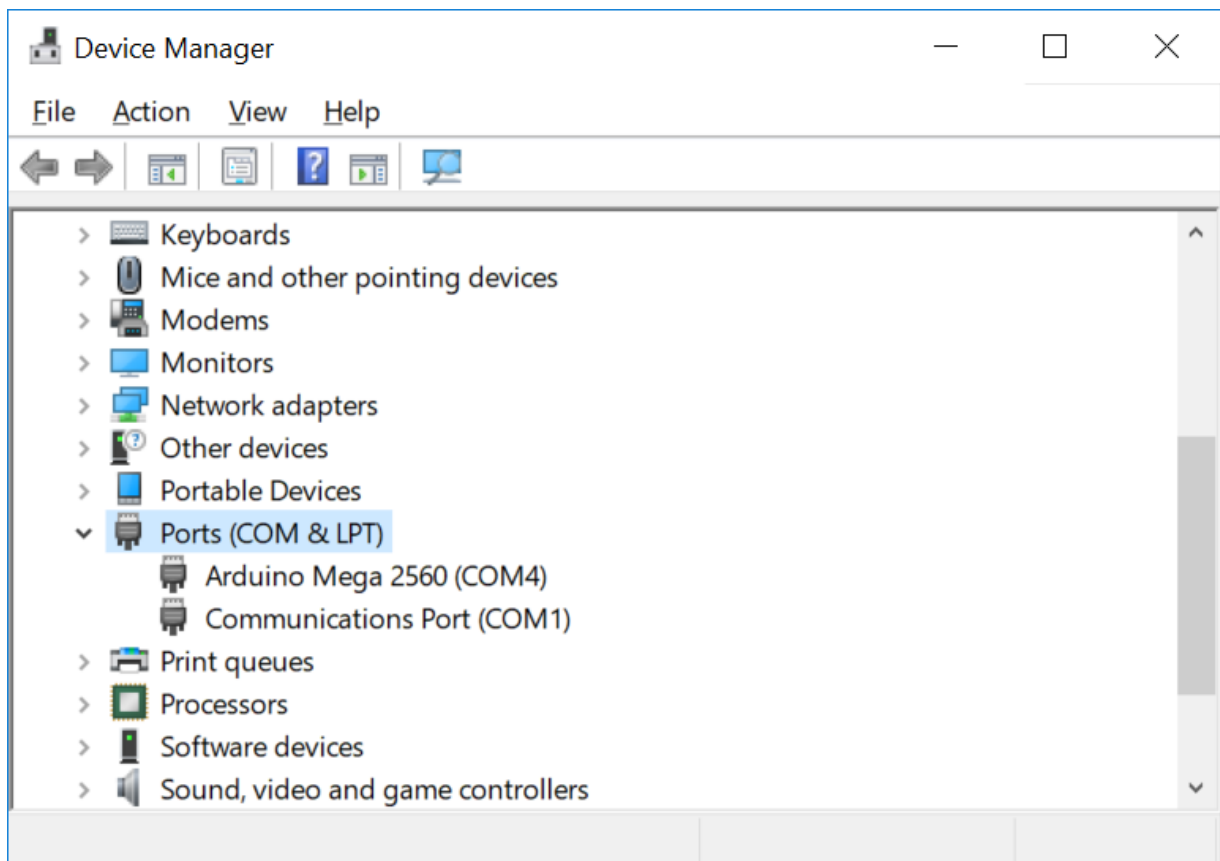 Device Manager
File Action View Help
Keyboards
Mice and other pointing devices
Modems
Monitors
Network adapters
Other devices
Portable Devices
Ports (COM & LPT)
Arduino Mega 2560 (COM4)
Communications Port (COM1)
Print queues
Processors
Software devices
Sound, video and game controllers